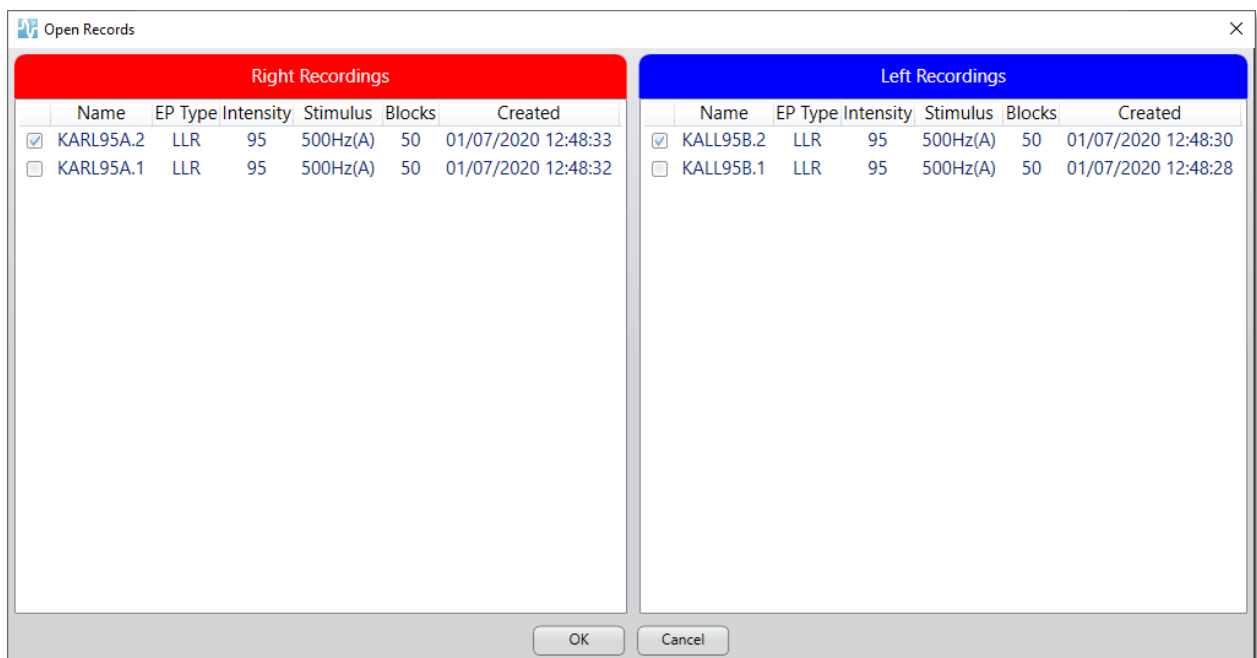 Open Records
Right Recordings
Name EP Type Intensity Stimulus Blocks Created
KARL95A.2 LLR 95 500Hz(A) 50 01/07/2020 12:48:33
KARL95A.1 LLR 95 500Hz(A) 50 01/07/2020 12:48:32
Left Recordings
Name EP Type Intensity Stimulus Blocks Created
KALL95B.2 LLR 95 500Hz(A) 50 01/07/2020 12:48:30
KALL95B.1 LLR 95 500Hz(A) 50 01/07/2020 12:48:28
OK Cancel